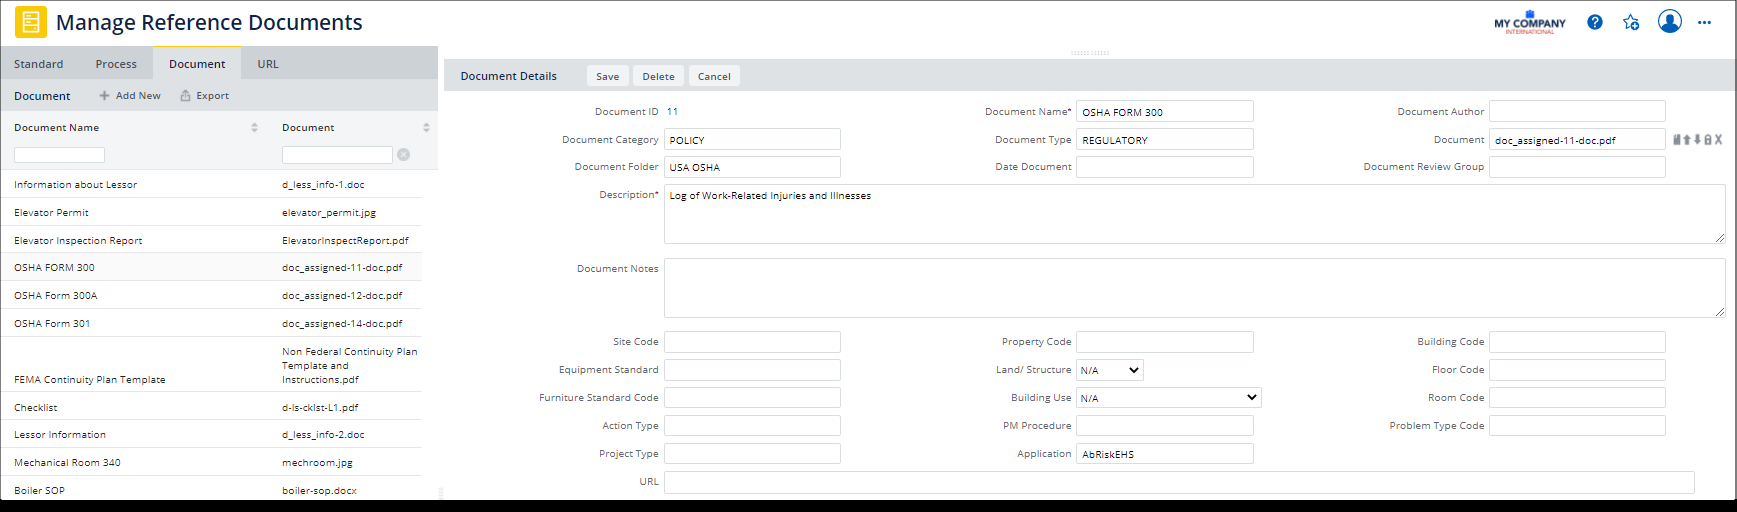 Manage Reference Documents
MY COMPANY
INTERNATIONAL
Standard Process Document URL
Document + Add New Export
Document Name Document
Information about Lessor d_less_info-1.doc
Elevator Permit elevator_permit.jpg
Elevator Inspection Report ElevatorInspectReport.pdf
OSHA FORM 300 doc_assigned-11-doc.pdf
OSHA Form 300A doc_assigned-12-doc.pdf
OSHA Form 301 doc_assigned-14-doc.pdf
Non Federal Continuity Plan
Template and
FEMA Continuity Plan Template Instructions.pdf
Checklist d-ls-cklst-L1.pdf
Lessor Information d_less_info-2.doc
Mechanical Room 340 mechroom.jpg
Boiler SOP boiler-sop.docx
Document Details Save Delete Cancel
Document ID 11 Document Name* OSHA FORM 300 Document Author
Document Category POLICY Document Type REGULATORY Document doc_assigned-11-doc.pdf
Document Folder USA OSHA Date Document Document Review Group
Description* Log of Work-Related Injuries and Illnesses
Document Notes
Site Code Property Code Building Code
Equipment Standard Land/ Structure N/A Floor Code
Furniture Standard Code Building Use N/A Room Code
Action Type PM Procedure Problem Type Code
Project Type Application AbRiskEHS
URL